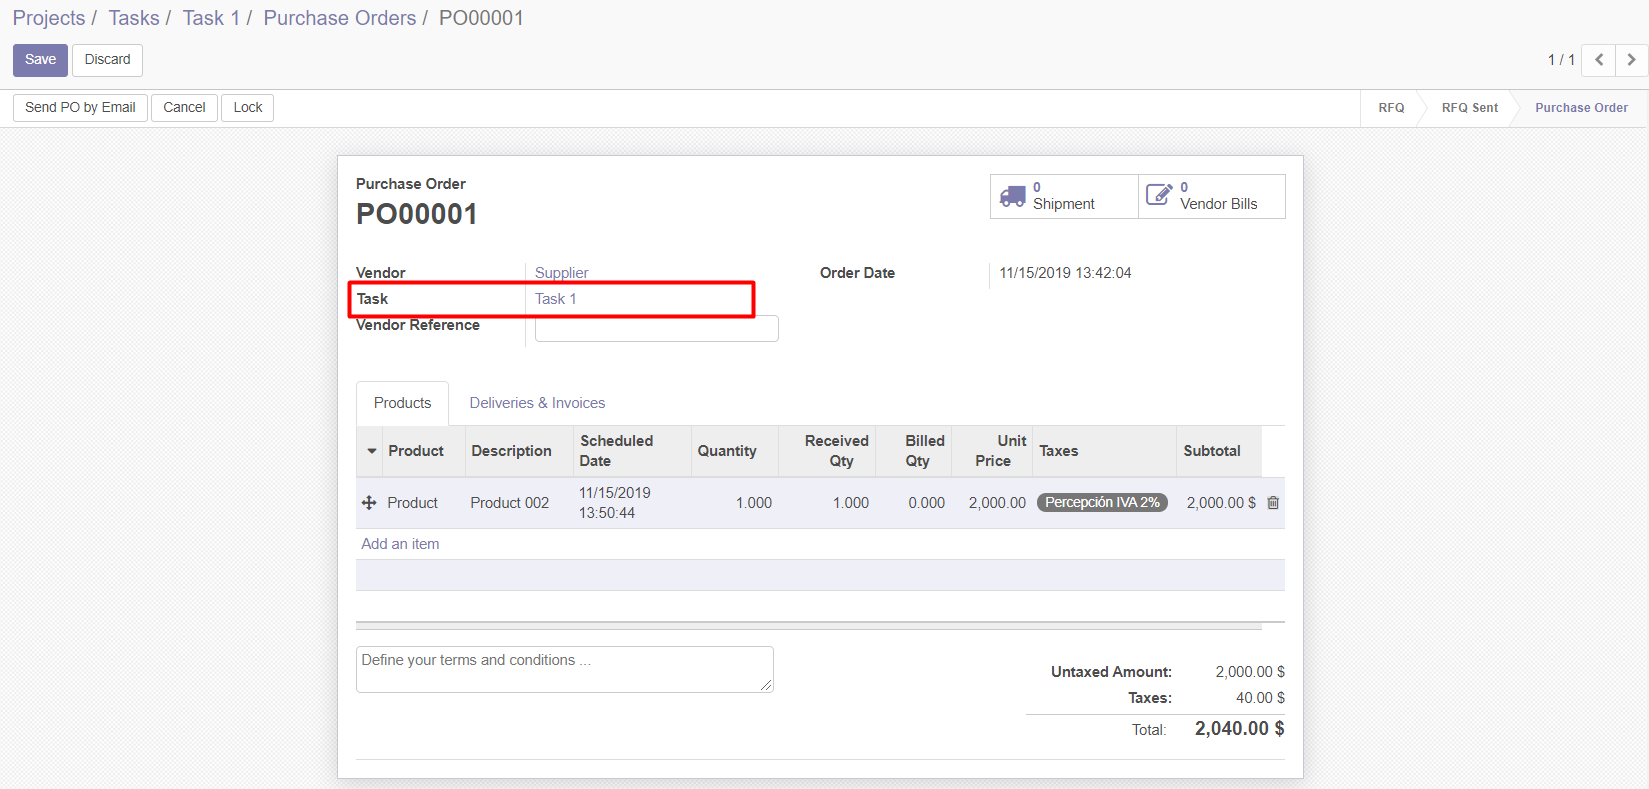 Projects / Tasks / Task 1 / Purchase Orders / PO00001
Save Discard 1 / 1
Send PO by Email Cancel Lock RFQ RFQ Sent Purchase Order
Purchase Order
PO00001
0 Shipment
0 Vendor Bills
Vendor Supplier Order Date 11/15/2019 13:42:04
Task Task 1
Vendor Reference
Products Deliveries & Invoices
Product Description Scheduled Date Quantity Received Qty Billed Qty Unit Price Taxes Subtotal
Product Product 002 11/15/2019 13:50:44 1.000 1.000 0.000 2,000.00 Percepción IVA 2% 2,000.00 $
Add an item
Define your terms and conditions ...
Untaxed Amount: 2,000.00 $
Taxes: 40.00 $
Total: 2,040.00 $